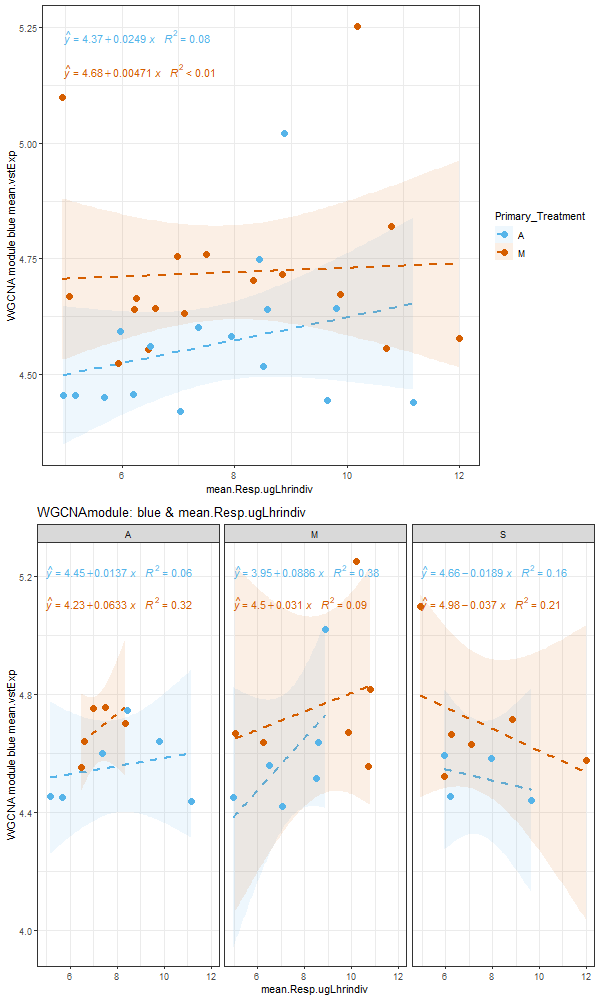 5.25
ŷ = 4.37 + 0.0249 x R² = 0.08
ŷ = 4.68 + 0.00471 x R² < 0.01
5.00
4.75
4.50
WGCNA module blue mean.vstExp
6 8 10 12
mean.Resp.ugLhrindiv
Primary_Treatment
A
M
WGCNAmodule: blue & mean.Resp.ugLhrindiv
A M S
ŷ = 4.45 + 0.0137 x R² = 0.06
ŷ = 4.23 + 0.0633 x R² = 0.32
ŷ = 3.95 + 0.0886 x R² = 0.38
ŷ = 4.5 + 0.031 x R² = 0.09
ŷ = 4.66 - 0.0189 x R² = 0.16
ŷ = 4.98 - 0.037 x R² = 0.21
5.2
4.8
4.4
4.0
WGCNA module blue mean.vstExp
6 8 10 12 6 8 10 12 6 8 10 12
mean.Resp.ugLhrindiv